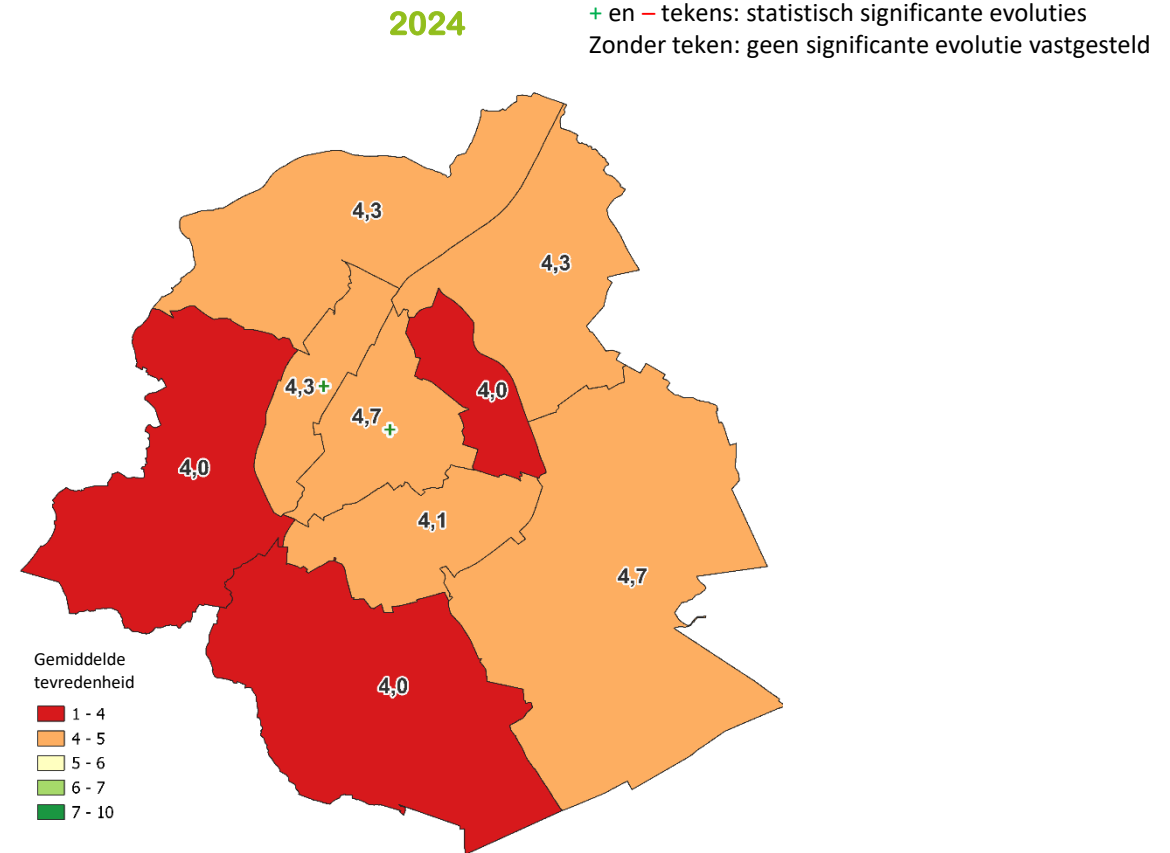 2024
+ en – tekens: statistisch significante evoluties
Zonder teken: geen significante evolutie vastgesteld
4,3
4,3
4,3 +
4,0
4,7
+
4,0
4,1
4,7
4,0
Gemiddelde
tevredenheid
1 - 4
4 - 5
5 - 6
6 - 7
7 - 10